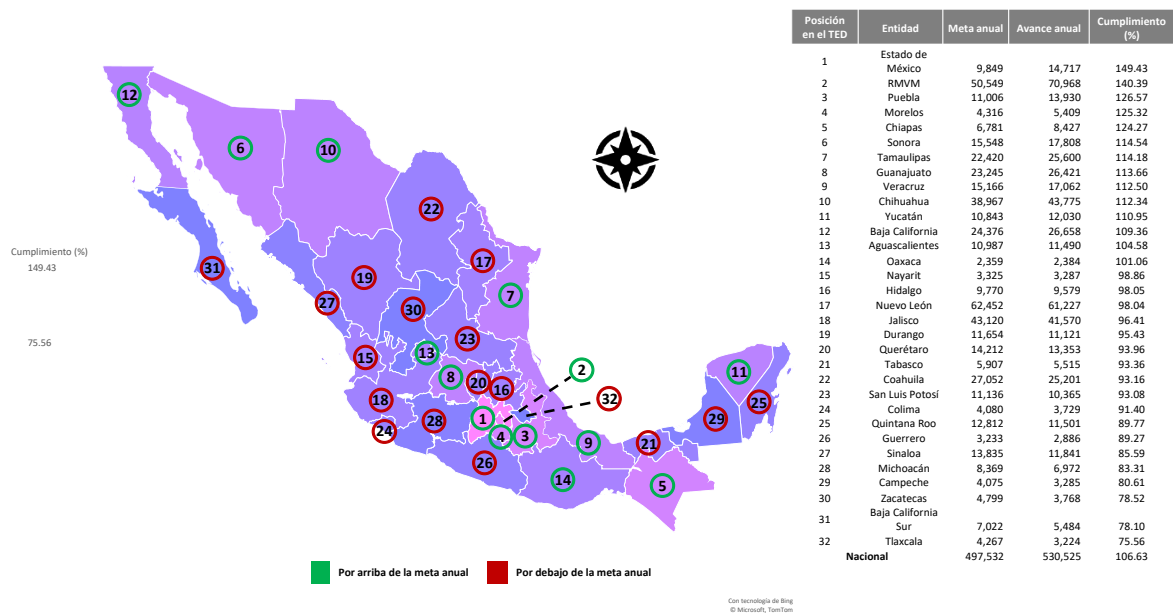 Posición en el TED Entidad Meta anual Avance anual Cumplimiento (%)
1 Estado de México 9,849 14,717 149.43
2 RMVM 50,549 70,968 140.39
3 Puebla 11,006 13,930 126.57
4 Morelos 4,316 5,409 125.32
5 Chiapas 6,781 8,427 124.27
6 Sonora 15,548 17,808 114.54
7 Tamaulipas 22,420 25,600 114.18
8 Guanajuato 23,245 26,421 113.66
9 Veracruz 15,166 17,062 112.50
10 Chihuahua 38,967 43,775 112.34
11 Yucatán 10,843 12,030 110.95
12 Baja California 24,376 26,658 109.36
13 Aguascalientes 10,987 11,490 104.58
14 Oaxaca 2,359 2,384 101.06
15 Nayarit 3,325 3,287 98.86
16 Hidalgo 9,770 9,579 98.05
17 Nuevo León 62,452 61,227 98.04
18 Jalisco 43,120 41,570 96.41
19 Durango 11,654 11,121 95.43
20 Querétaro 14,212 13,353 93.96
21 Tabasco 5,907 5,515 93.36
22 Coahuila 27,052 25,201 93.16
23 San Luis Potosí 11,136 10,365 93.08
24 Colima 4,080 3,729 91.40
25 Quintana Roo 12,812 11,501 89.77
26 Guerrero 3,233 2,886 89.27
27 Sinaloa 13,835 11,841 85.59
28 Michoacán 8,369 6,972 83.31
29 Campeche 4,075 3,285 80.61
30 Zacatecas 4,799 3,768 78.52
31 Baja California Sur 7,022 5,484 78.10
32 Tlaxcala 4,267 3,224 75.56
Nacional 497,532 530,525 106.63
12
6
10
22
17
31
19
7
27
30
23
13
15
2
11
8
20
16
18
32
25
1
28
29
24
4
3
9
21
26
14
5
Cumplimiento (%)
149.43
75.56
Por arriba de la meta anual
Por debajo de la meta anual
Con tecnología de Bing
© Microsoft, TomTom